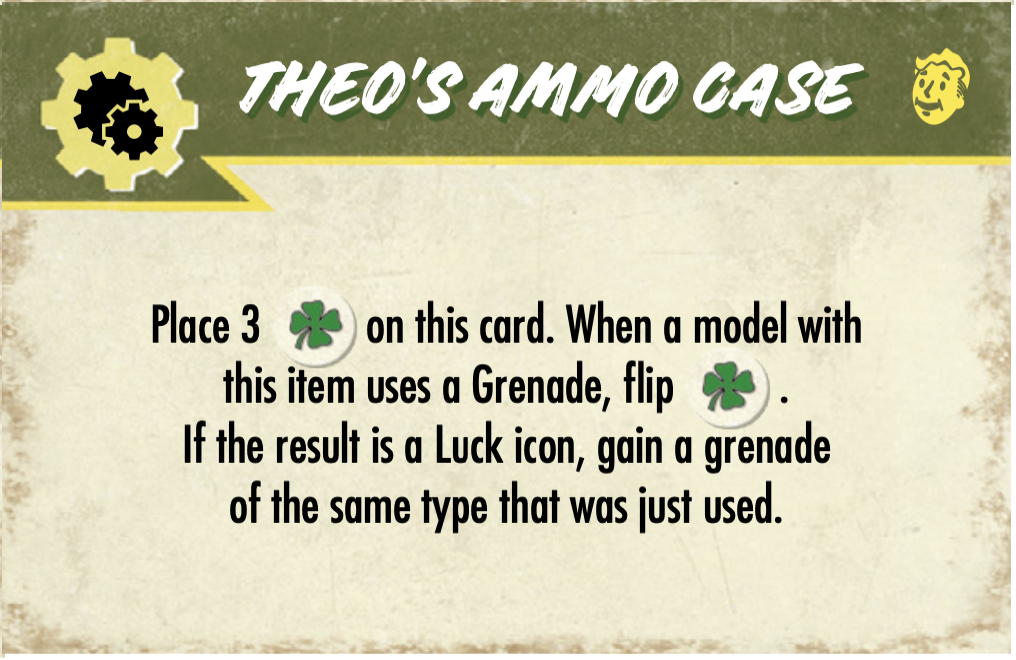 THEO'S AMMO CASE
Place 3 on this card. When a model with
this item uses a Grenade, flip .
If the result is a Luck icon, gain a grenade
of the same type that was just used.